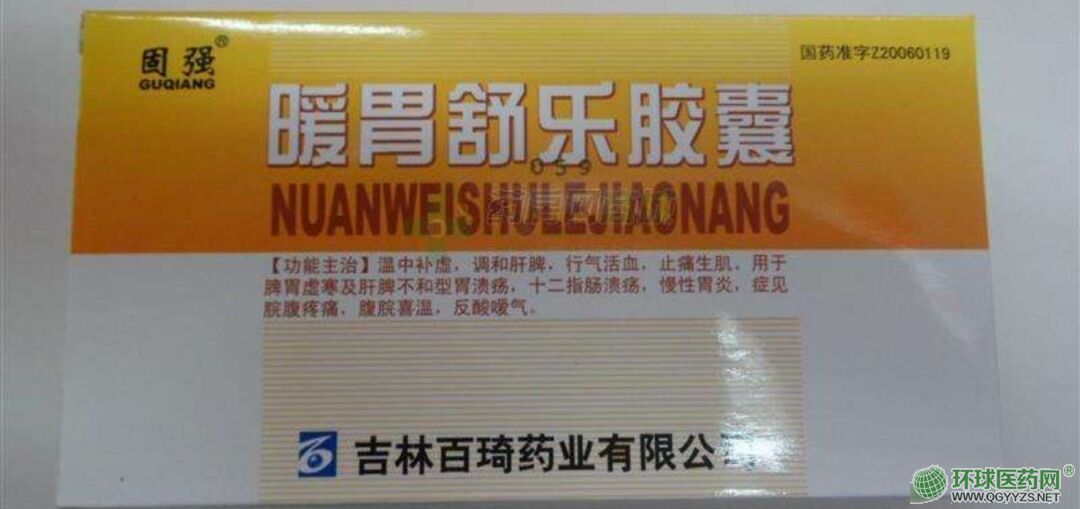 固强®
GUQIANG
国药准字Z20060119
暖胃舒乐胶囊
059
NUANWEISHULEJIAONANG
【功能主治】温中补虚，调和肝脾，行气活血，止痛生肌。用于
脾胃虚寒及肝脾不和型胃溃疡，十二指肠溃疡，慢性胃炎，症见
脘腹疼痛，腹脘喜温，反酸嗳气。
吉林百琦药业有限公司
环球医药网®
WWW.QGYYZS.NET